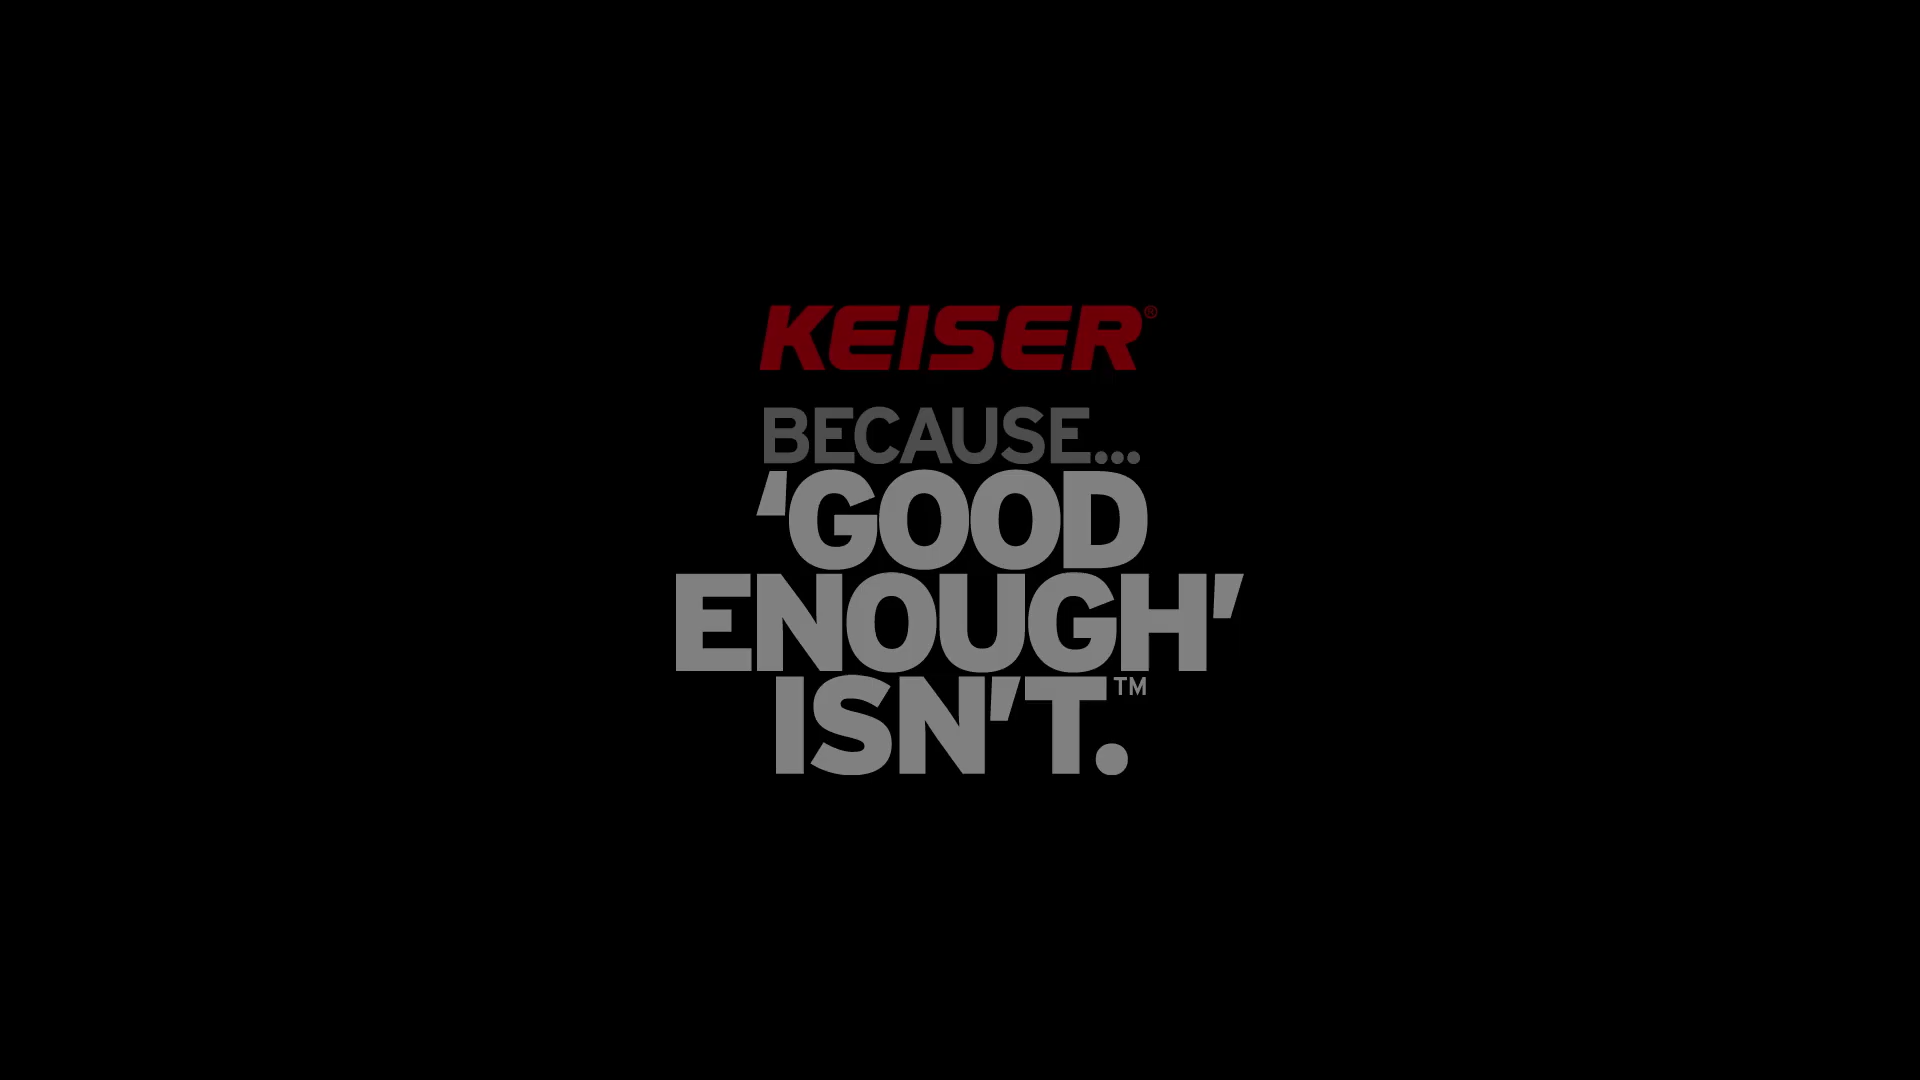 KEISER®
BECAUSE...
‘GOOD
ENOUGH’
ISN'T.™